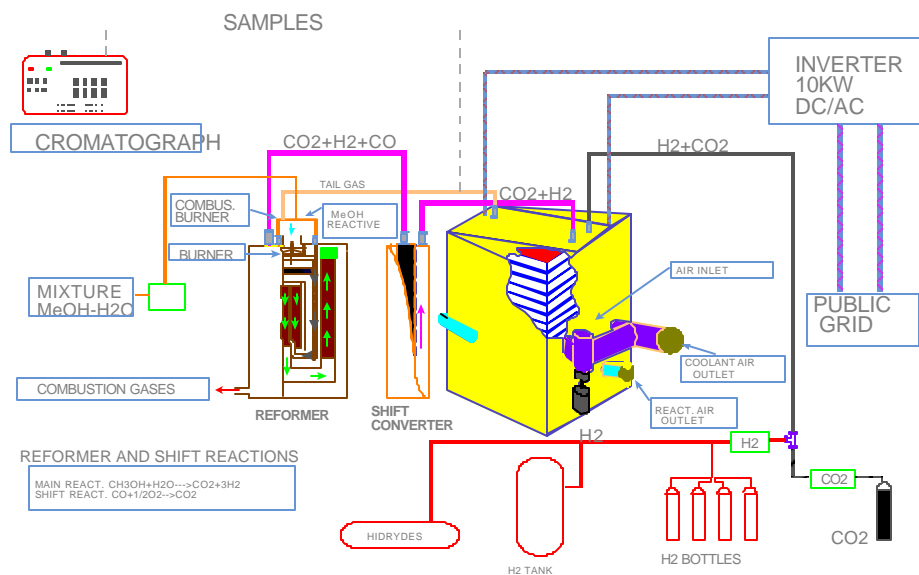 SAMPLES
CROMATOGRAPH
INVERTER
10KW
DC/AC
CO2+H2+CO
H2+CO2
TAIL GAS
CO2+H2
COMBUS.
BURNER
MeOH
REACTIVE
BURNER
AIR INLET
MIXTURE
MeOH-H2O
PUBLIC
GRID
COOLANT AIR
OUTLET
COMBUSTION GASES
REFORMER
SHIFT
CONVERTER
REACT. AIR
OUTLET
H2
H2
REFORMER AND SHIFT REACTIONS
MAIN REACT. CH3OH+H2O--->CO2+3H2
SHIFT REACT. CO+1/2O2-->CO2
CO2
HIDRYDES
CO2
H2 BOTTLES
H2 TANK